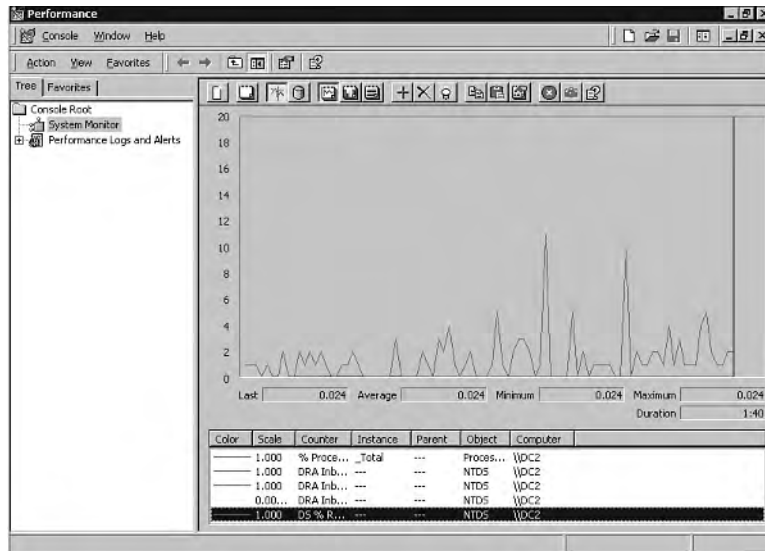 Performance
Console Window Help
Action View Favorites
Tree Favorites
Console Root
System Monitor
Performance Logs and Alerts
20
18
16
14
12
10
8
6
4
2
0
Last 0.024 Average 0.024 Minimum 0.024 Maximum 0.024
Duration 1:40
Color Scale Counter Instance Parent Object Computer
1.000 % Proce... _Total --- Proces... \\DC2
1.000 DRA Inb... --- --- NTDS \\DC2
1.000 DRA Inb... --- --- NTDS \\DC2
0.00... DRA Inb... --- --- NTDS \\DC2
1.000 DS % R... --- --- NTDS \\DC2